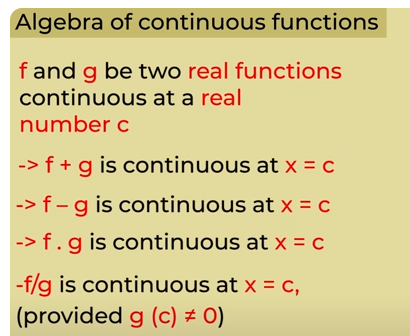 Algebra of continuous functions
f and g be two real functions
continuous at a real
number c
-> f + g is continuous at x = c
-> f – g is continuous at x = c
-> f . g is continuous at x = c
-f/g is continuous at x = c,
(provided g (c) ≠ 0)